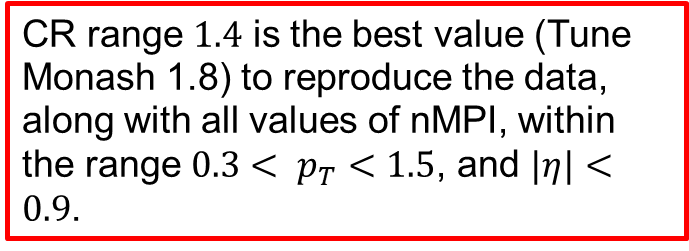 CR range 1.4 is the best value (Tune
Monash 1.8) to reproduce the data,
along with all values of nMPI, within
the range 0.3 < p_T < 1.5, and |η| <
0.9.